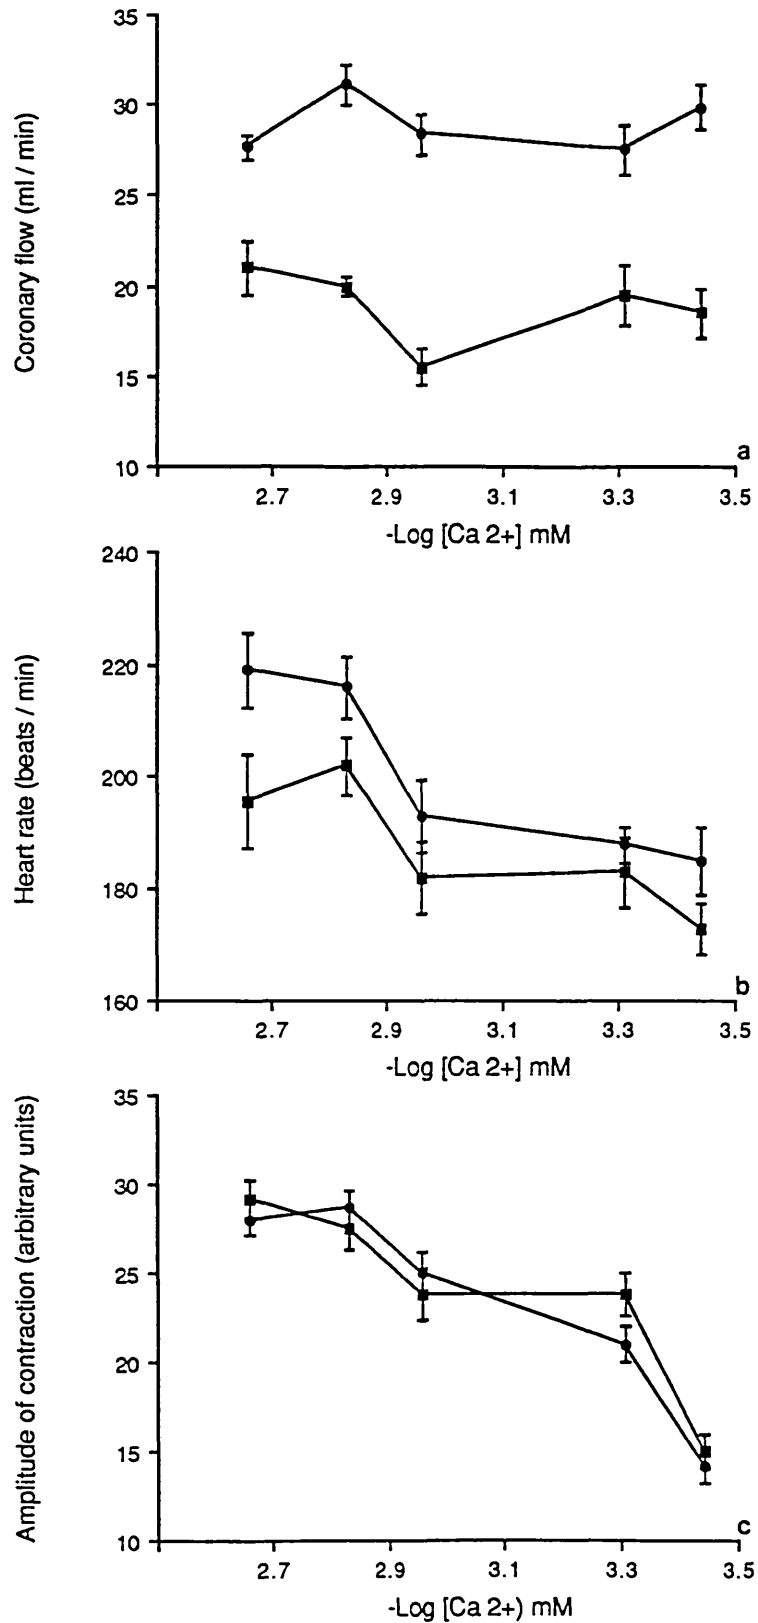 35
30
25
20
15
10
Coronary flow (ml / min)
a
2.7 2.9 3.1 3.3 3.5
-Log [Ca 2+] mM
240
220
200
180
160
Heart rate (beats / min)
b
2.7 2.9 3.1 3.3 3.5
-Log [Ca 2+] mM
35
30
25
20
15
10
Amplitude of contraction (arbitrary units)
c
2.7 2.9 3.1 3.3 3.5
-Log [Ca 2+) mM